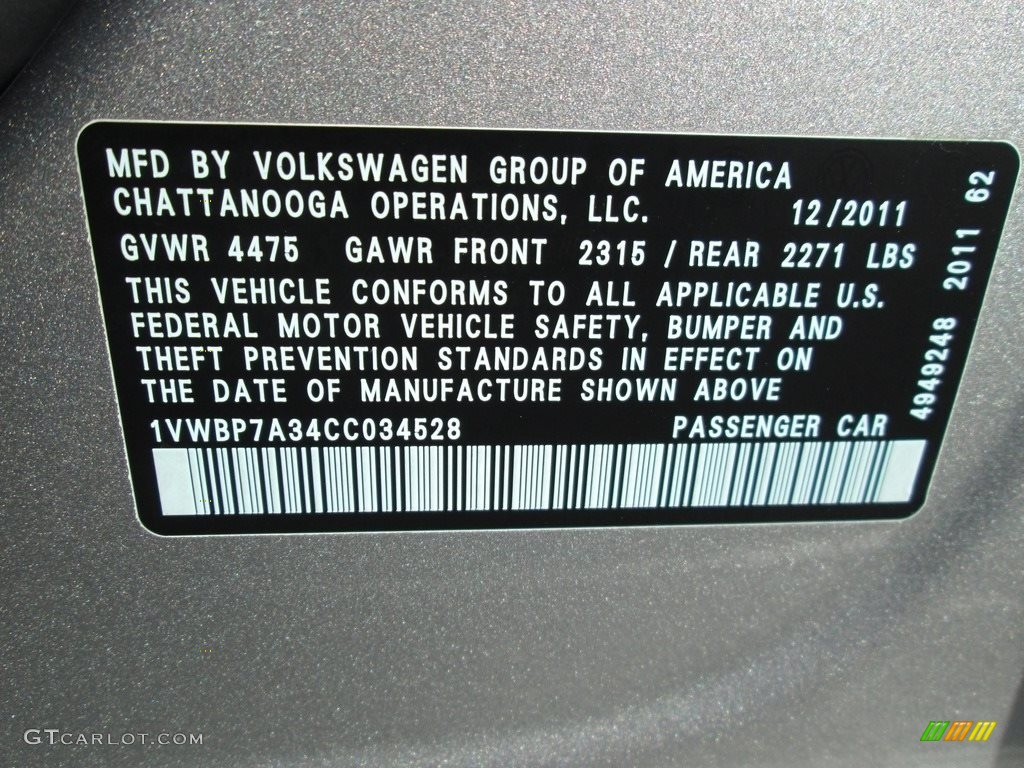 MFD BY VOLKSWAGEN GROUP OF AMERICA
CHATTANOOGA OPERATIONS, LLC. 12/2011
GVWR 4475 GAWR FRONT 2315 / REAR 2271 LBS
THIS VEHICLE CONFORMS TO ALL APPLICABLE U.S.
FEDERAL MOTOR VEHICLE SAFETY, BUMPER AND
THEFT PREVENTION STANDARDS IN EFFECT ON
THE DATE OF MANUFACTURE SHOWN ABOVE
1VWBP7A34CC034528 PASSENGER CAR
4949248 2011 62
GTCARLOT.COM